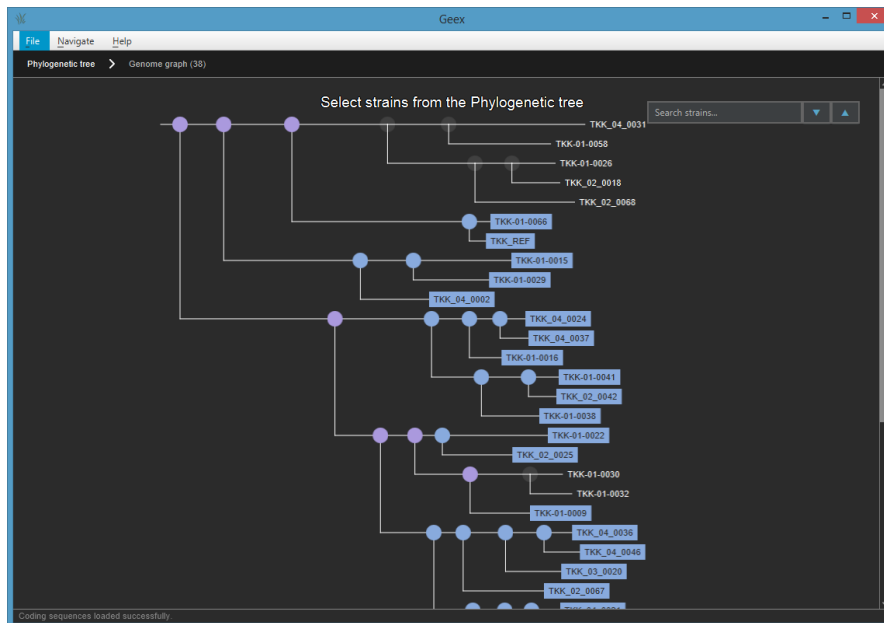 Geex
File Navigate Help
Phylogenetic tree Genome graph (38)
Select strains from the Phylogenetic tree
Search strains...
TKK_04_0031
TKK-01-0058
TKK-01-0026
TKK_02_0018
TKK_02_0068
TKK-01-0066
TKK_REF
TKK-01-0015
TKK-01-0029
TKK_04_0002
TKK_04_0024
TKK_04_0037
TKK-01-0016
TKK-01-0041
TKK_02_0042
TKK-01-0038
TKK-01-0022
TKK_02_0025
TKK-01-0030
TKK-01-0032
TKK-01-0009
TKK_04_0036
TKK_04_0046
TKK_03_0020
TKK_02_0067
Coding sequences loaded successfully.